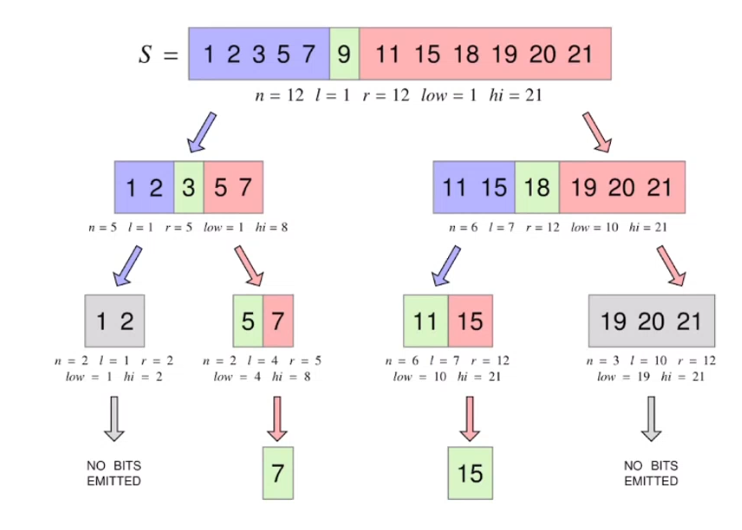 S = 1 2 3 5 7 9 11 15 18 19 20 21
n = 12 l = 1 r = 12 low = 1 hi = 21
1 2 3 5 7
11 15 18 19 20 21
n = 5 l = 1 r = 5 low = 1 hi = 8
n = 6 l = 7 r = 12 low = 10 hi = 21
1 2
5 7
11 15
19 20 21
n = 2 l = 1 r = 2
low = 1 hi = 2
n = 2 l = 4 r = 5
low = 4 hi = 8
n = 6 l = 7 r = 12
low = 10 hi = 21
n = 3 l = 10 r = 12
low = 19 hi = 21
NO BITS
EMITTED
7
15
NO BITS
EMITTED